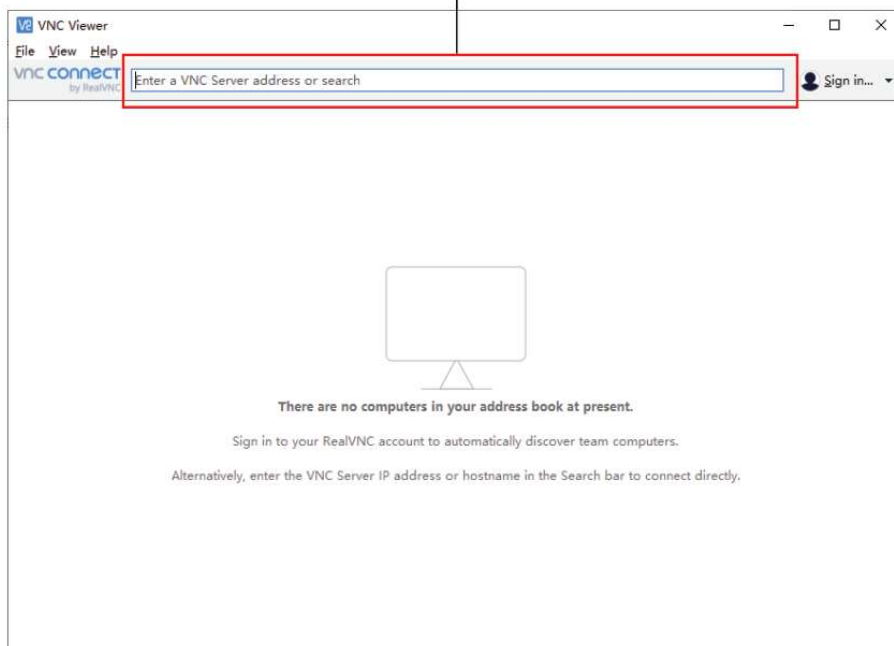 VNC Viewer
File View Help
vnc connect
by RealVNC
Enter a VNC Server address or search
Sign in...
There are no computers in your address book at present.
Sign in to your RealVNC account to automatically discover team computers.
Alternatively, enter the VNC Server IP address or hostname in the Search bar to connect directly.